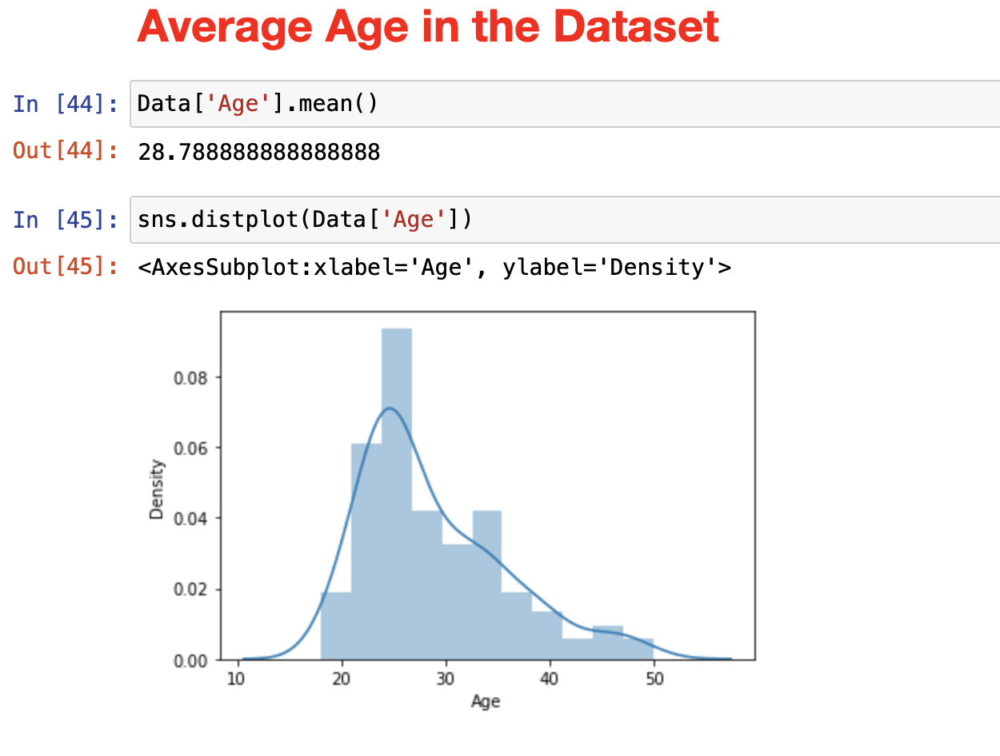 Average Age in the Dataset
In [44]: Data['Age'].mean()
Out[44]: 28.788888888888888
In [45]: sns.distplot(Data['Age'])
Out[45]: <AxesSubplot:xlabel='Age', ylabel='Density'>
0.08
0.06
0.04
0.02
0.00
Density
10 20 30 40 50
Age